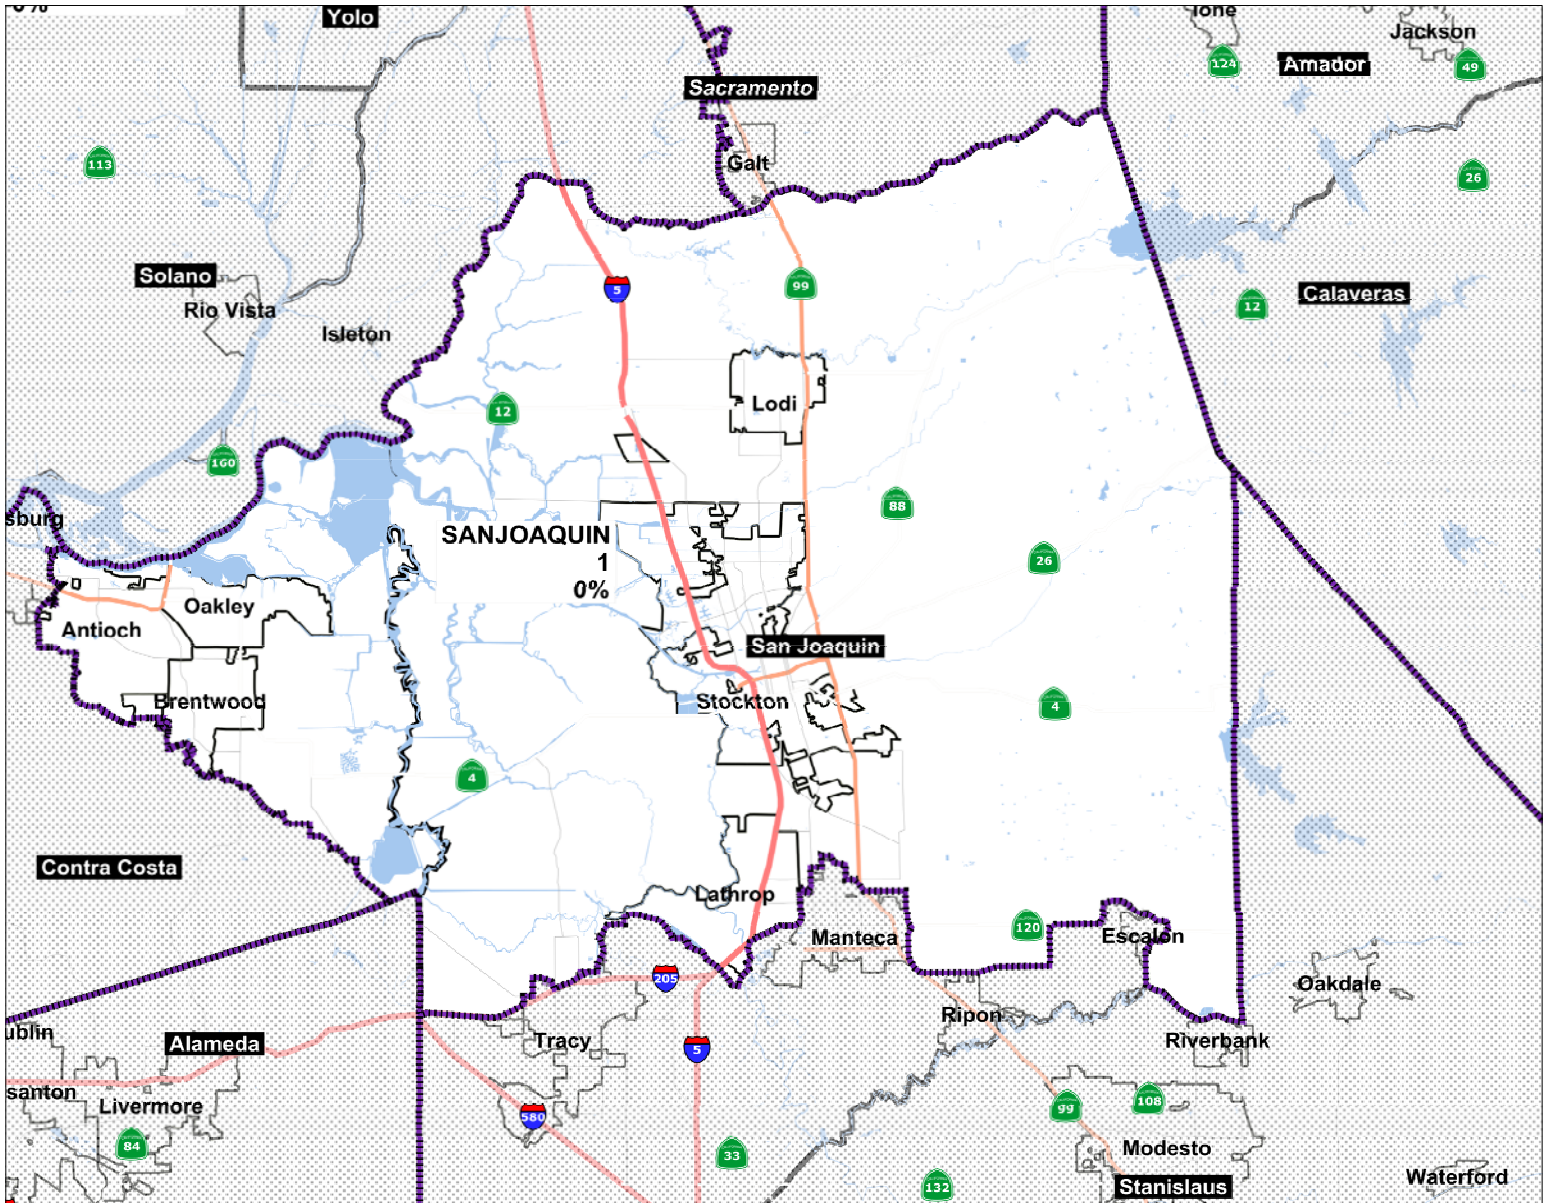 0%
Yolo
Ione
Jackson
124
Amador
49
Sacramento
113
Galt
26
Solano
5
99
Calaveras
12
Rio Vista
Isleton
12
Lodi
160
88
sburg
SANJOAQUIN
1
0%
26
Oakley
Antioch
San Joaquin
Brentwood
Stockton
4
4
Contra Costa
Lathrop
120
Manteca
Escalon
205
Oakdale
Ripon
ublin
Alameda
Tracy
5
Riverbank
santon
Livermore
580
99
108
84
33
Modesto
132
Stanislaus
Waterford